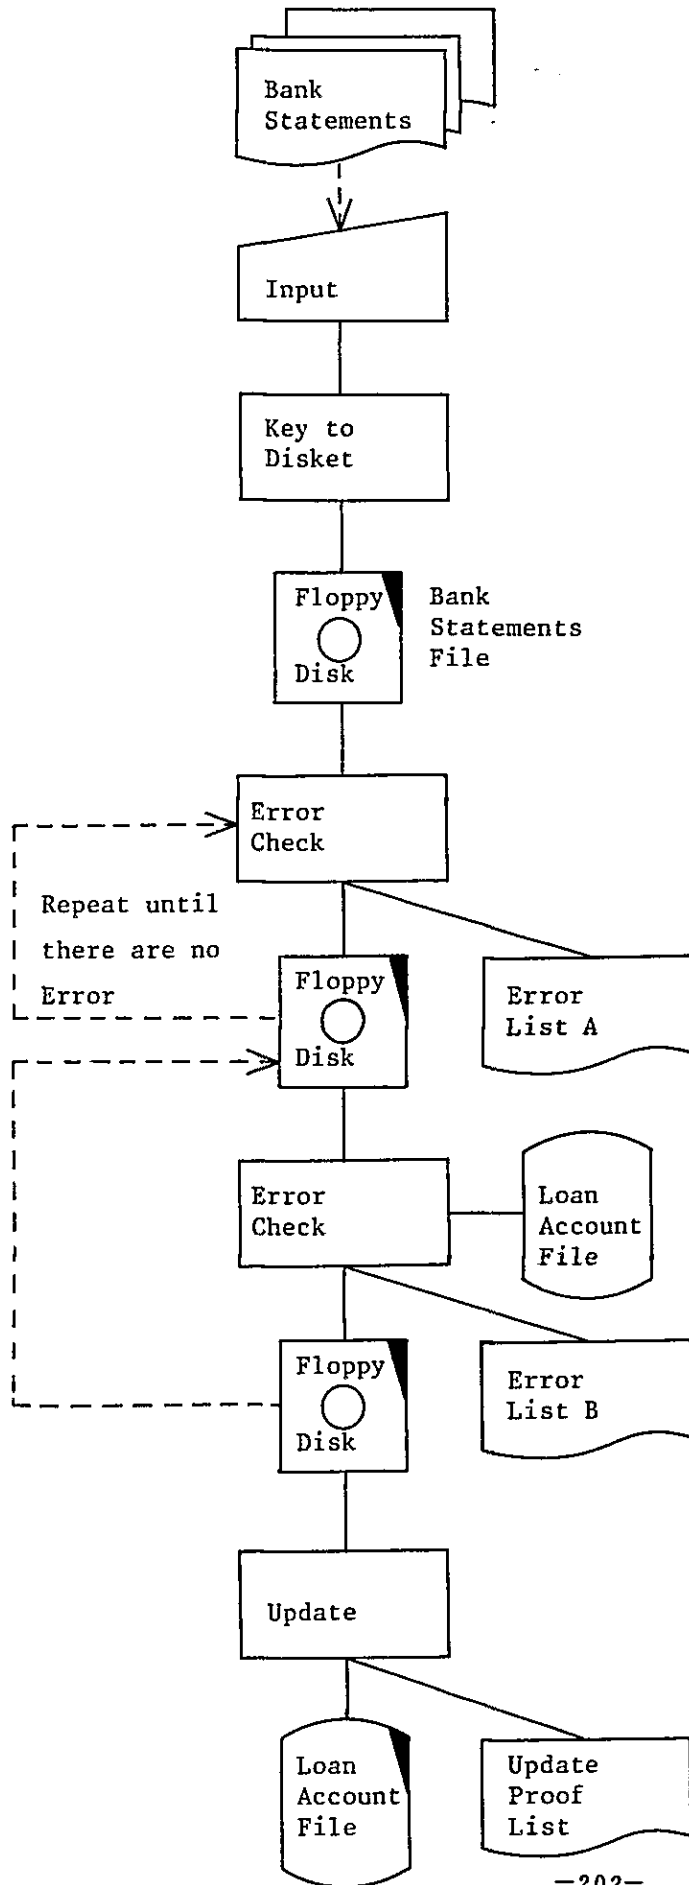 Bank
Statements
Input
Key to
Disket
Floppy
Disk
Bank
Statements
File
Error
Check
Repeat until
there are no
Error
Floppy
Disk
Error
List A
Error
Check
Loan
Account
File
Floppy
Disk
Error
List B
Update
Loan
Account
File
Update
Proof
List
—202—